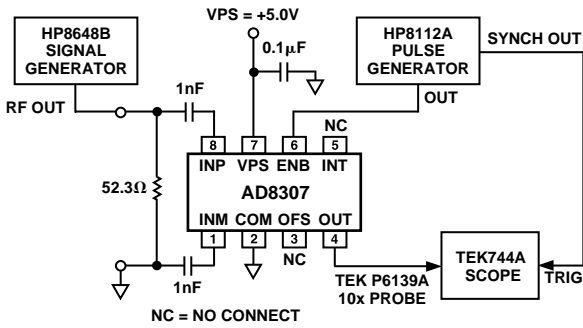 HP8648B
SIGNAL
GENERATOR
VPS = +5.0V
0.1μF
HP8112A
PULSE
GENERATOR
SYNCH OUT
OUT
RF OUT
1nF
NC
8
7
6
5
INP
VPS
ENB
INT
52.3Ω
AD8307
INM
COM
OFS
OUT
1
2
3
4
NC
1nF
TEK P6139A
10x PROBE
TEK744A
SCOPE
TRIG
NC = NO CONNECT